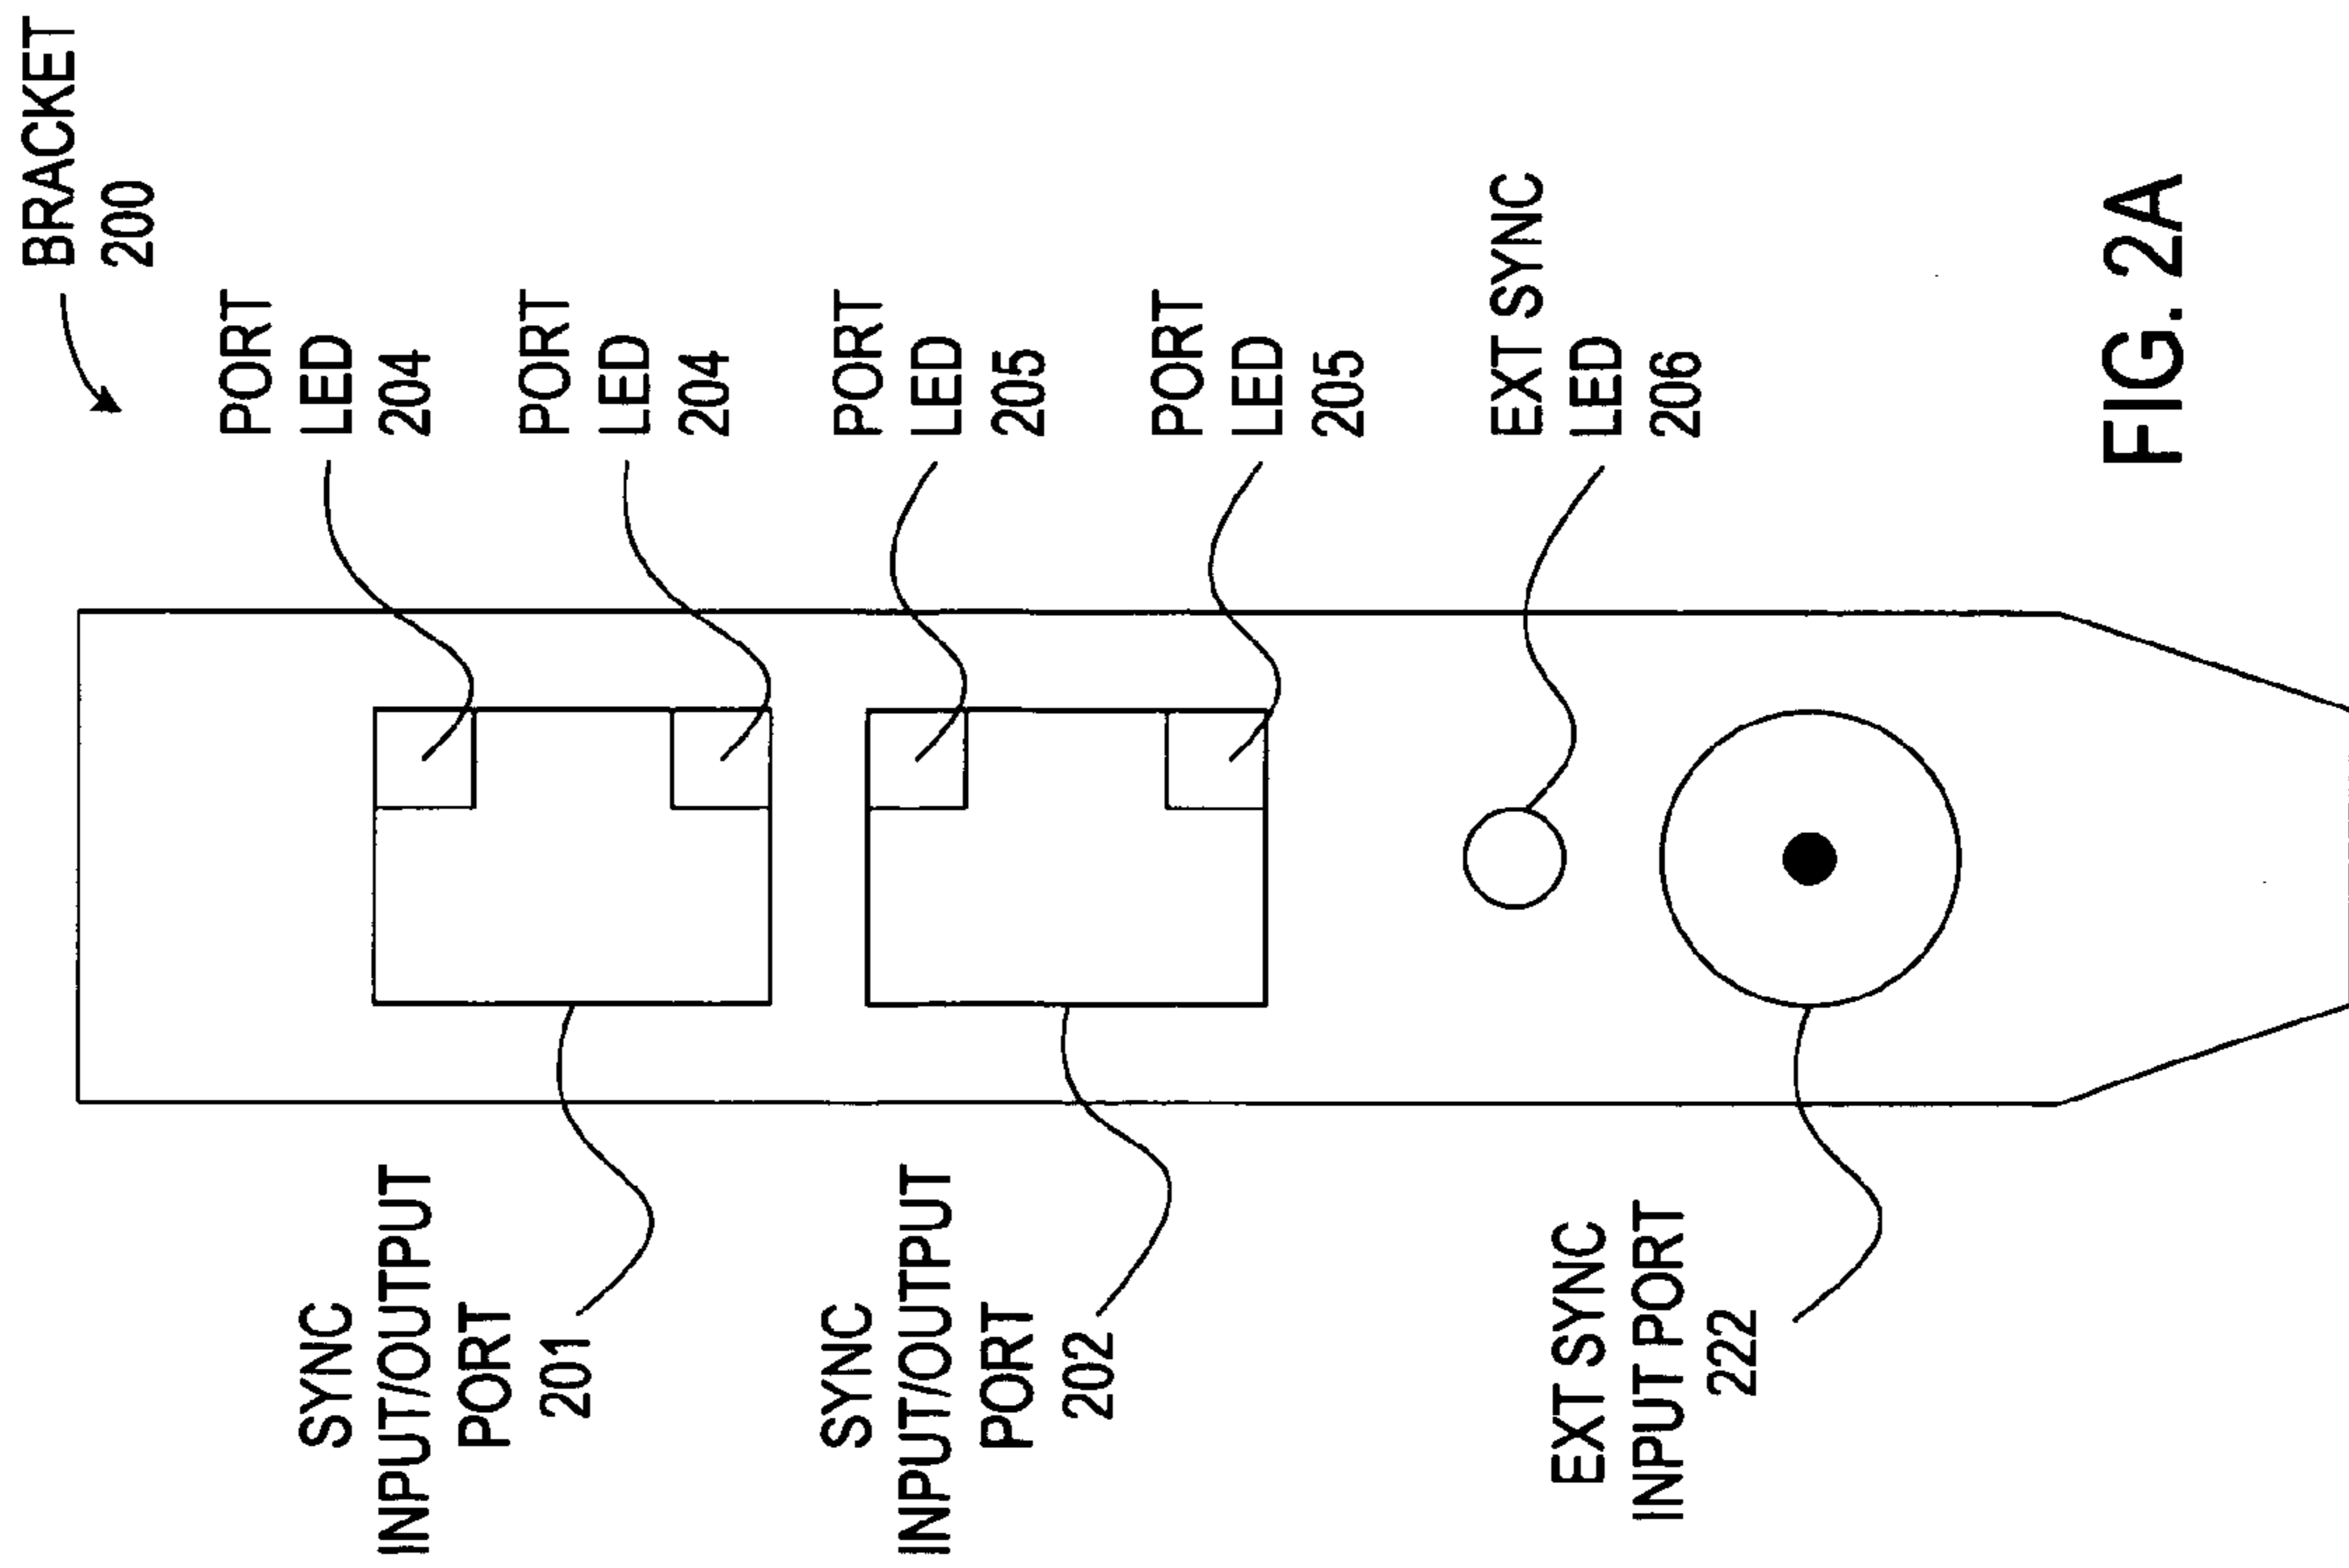 BRACKET
200
PORT
LED
204
PORT
LED
204
PORT
LED
205
PORT
LED
205
EXT SYNC
LED
206
SYNC
INPUT/OUTPUT
PORT
201
SYNC
INPUT/OUTPUT
PORT
202
EXT SYNC
INPUT PORT
222
FIG. 2A